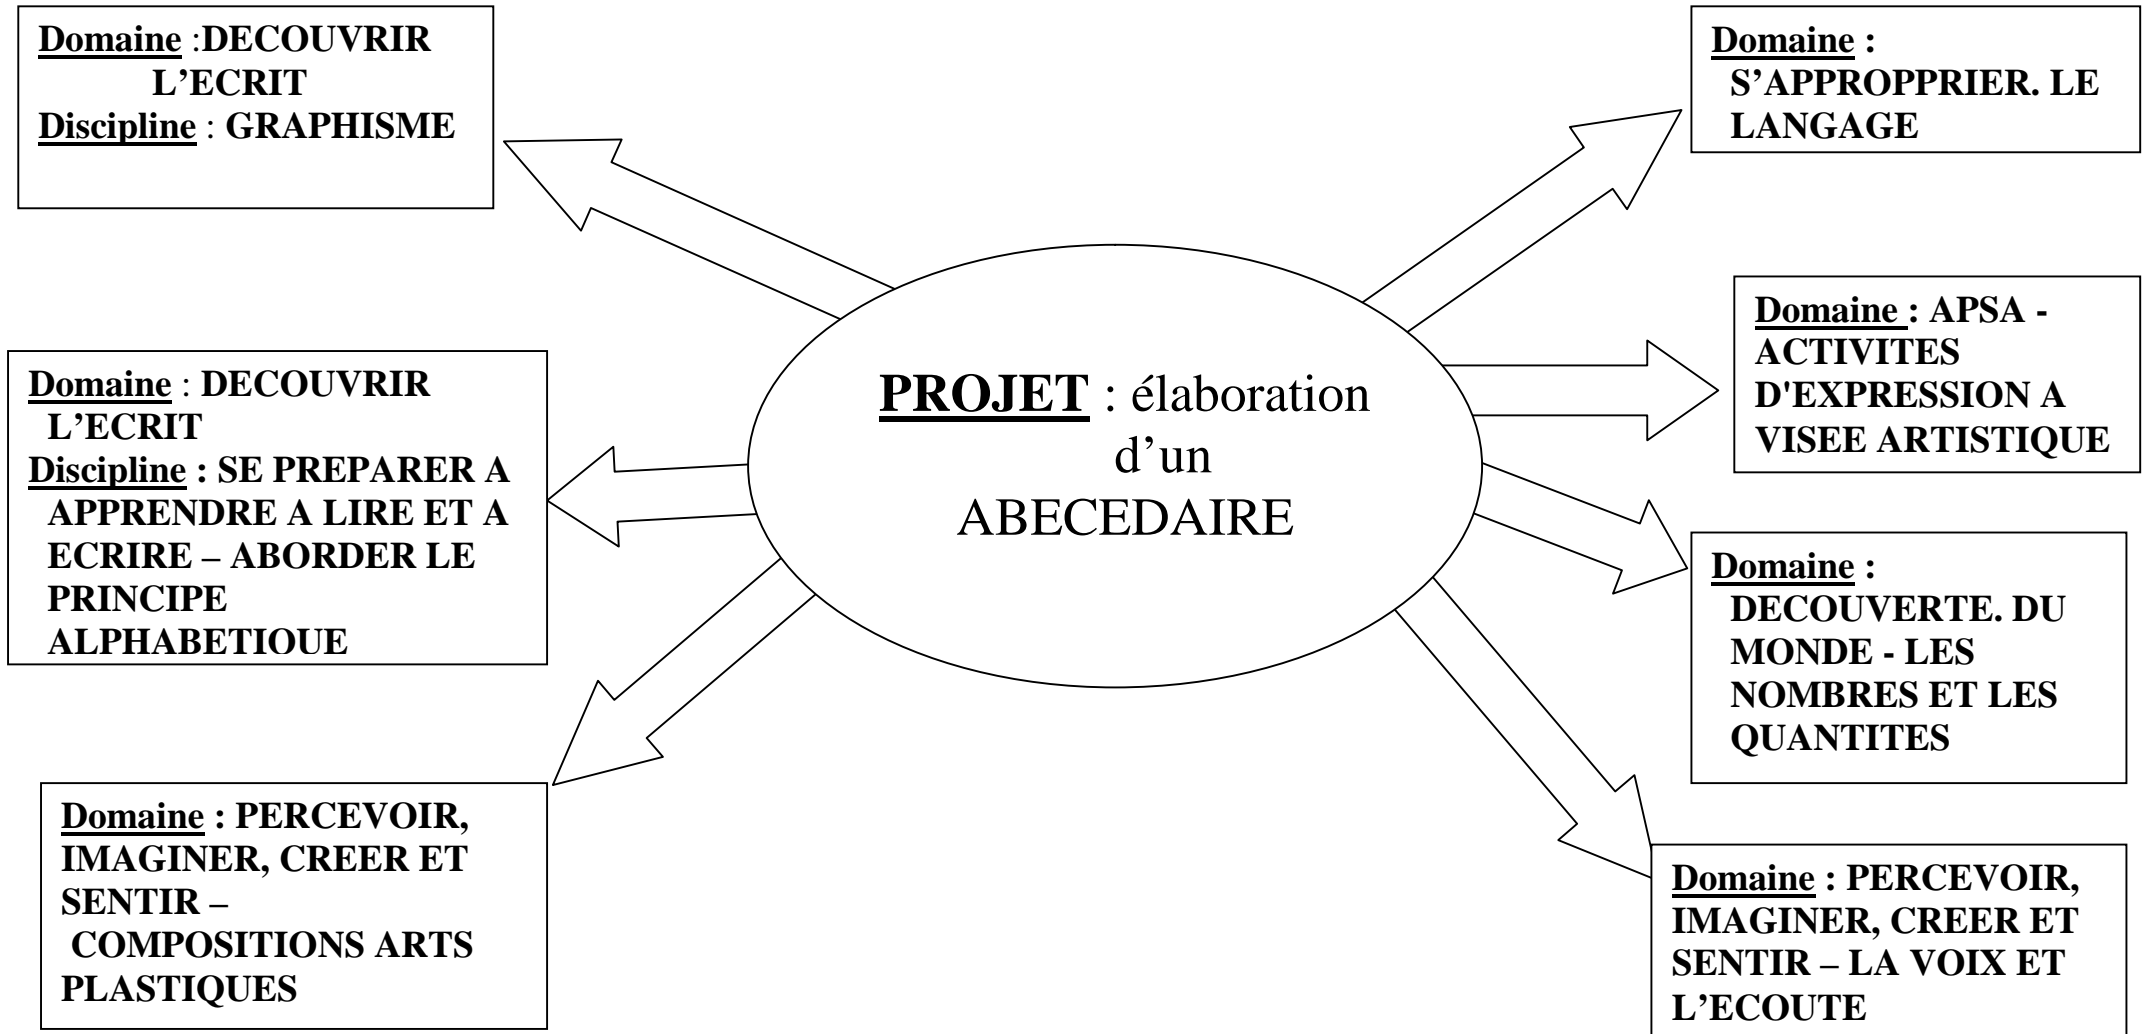 Domaine :DECOUVRIR
L’ECRIT
Discipline : GRAPHISME
Domaine : DECOUVRIR
L’ECRIT
Discipline : SE PREPARER A
APPRENDRE A LIRE ET A
ECRIRE – ABORDER LE
PRINCIPE
ALPHABETIQUE
Domaine : PERCEVOIR,
IMAGINER, CREER ET
SENTIR –
COMPOSITIONS ARTS
PLASTIQUES
PROJET : élaboration
d’un
ABECEDAIRE
Domaine :
S’APPROPPRIER. LE
LANGAGE
Domaine : APSA -
ACTIVITES
D'EXPRESSION A
VISEE ARTISTIQUE
Domaine :
DECOUVERTE. DU
MONDE - LES
NOMBRES ET LES
QUANTITES
Domaine : PERCEVOIR,
IMAGINER, CREER ET
SENTIR – LA VOIX ET
L’ECOUTE